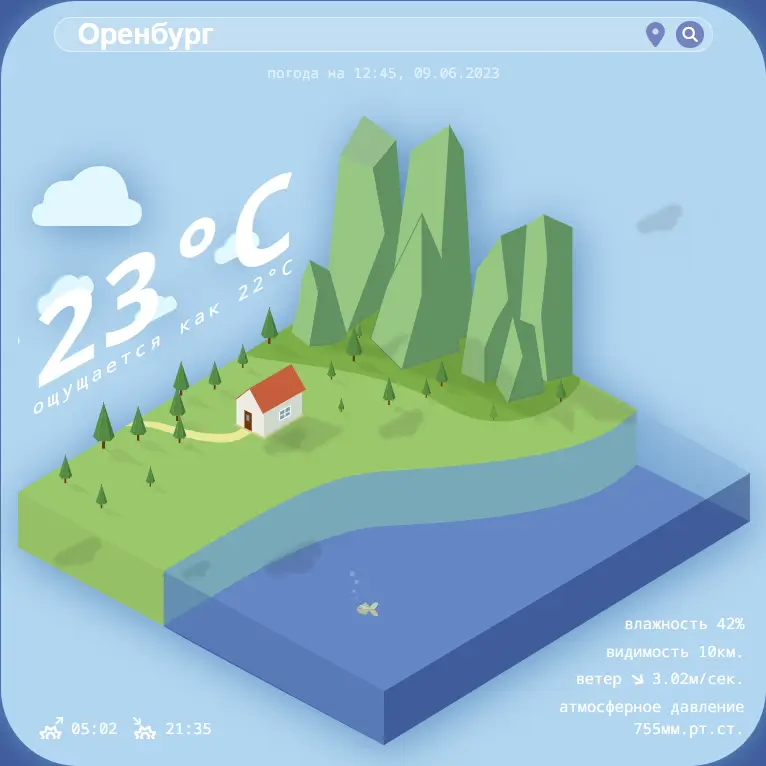 Оренбург
погода на 12:45, 09.06.2023
23°C
ощущается как 22°C
влажность 42%
видимость 10км.
ветер 3.02м/сек.
атмосферное давление
755мм.рт.ст.
05:02 21:35